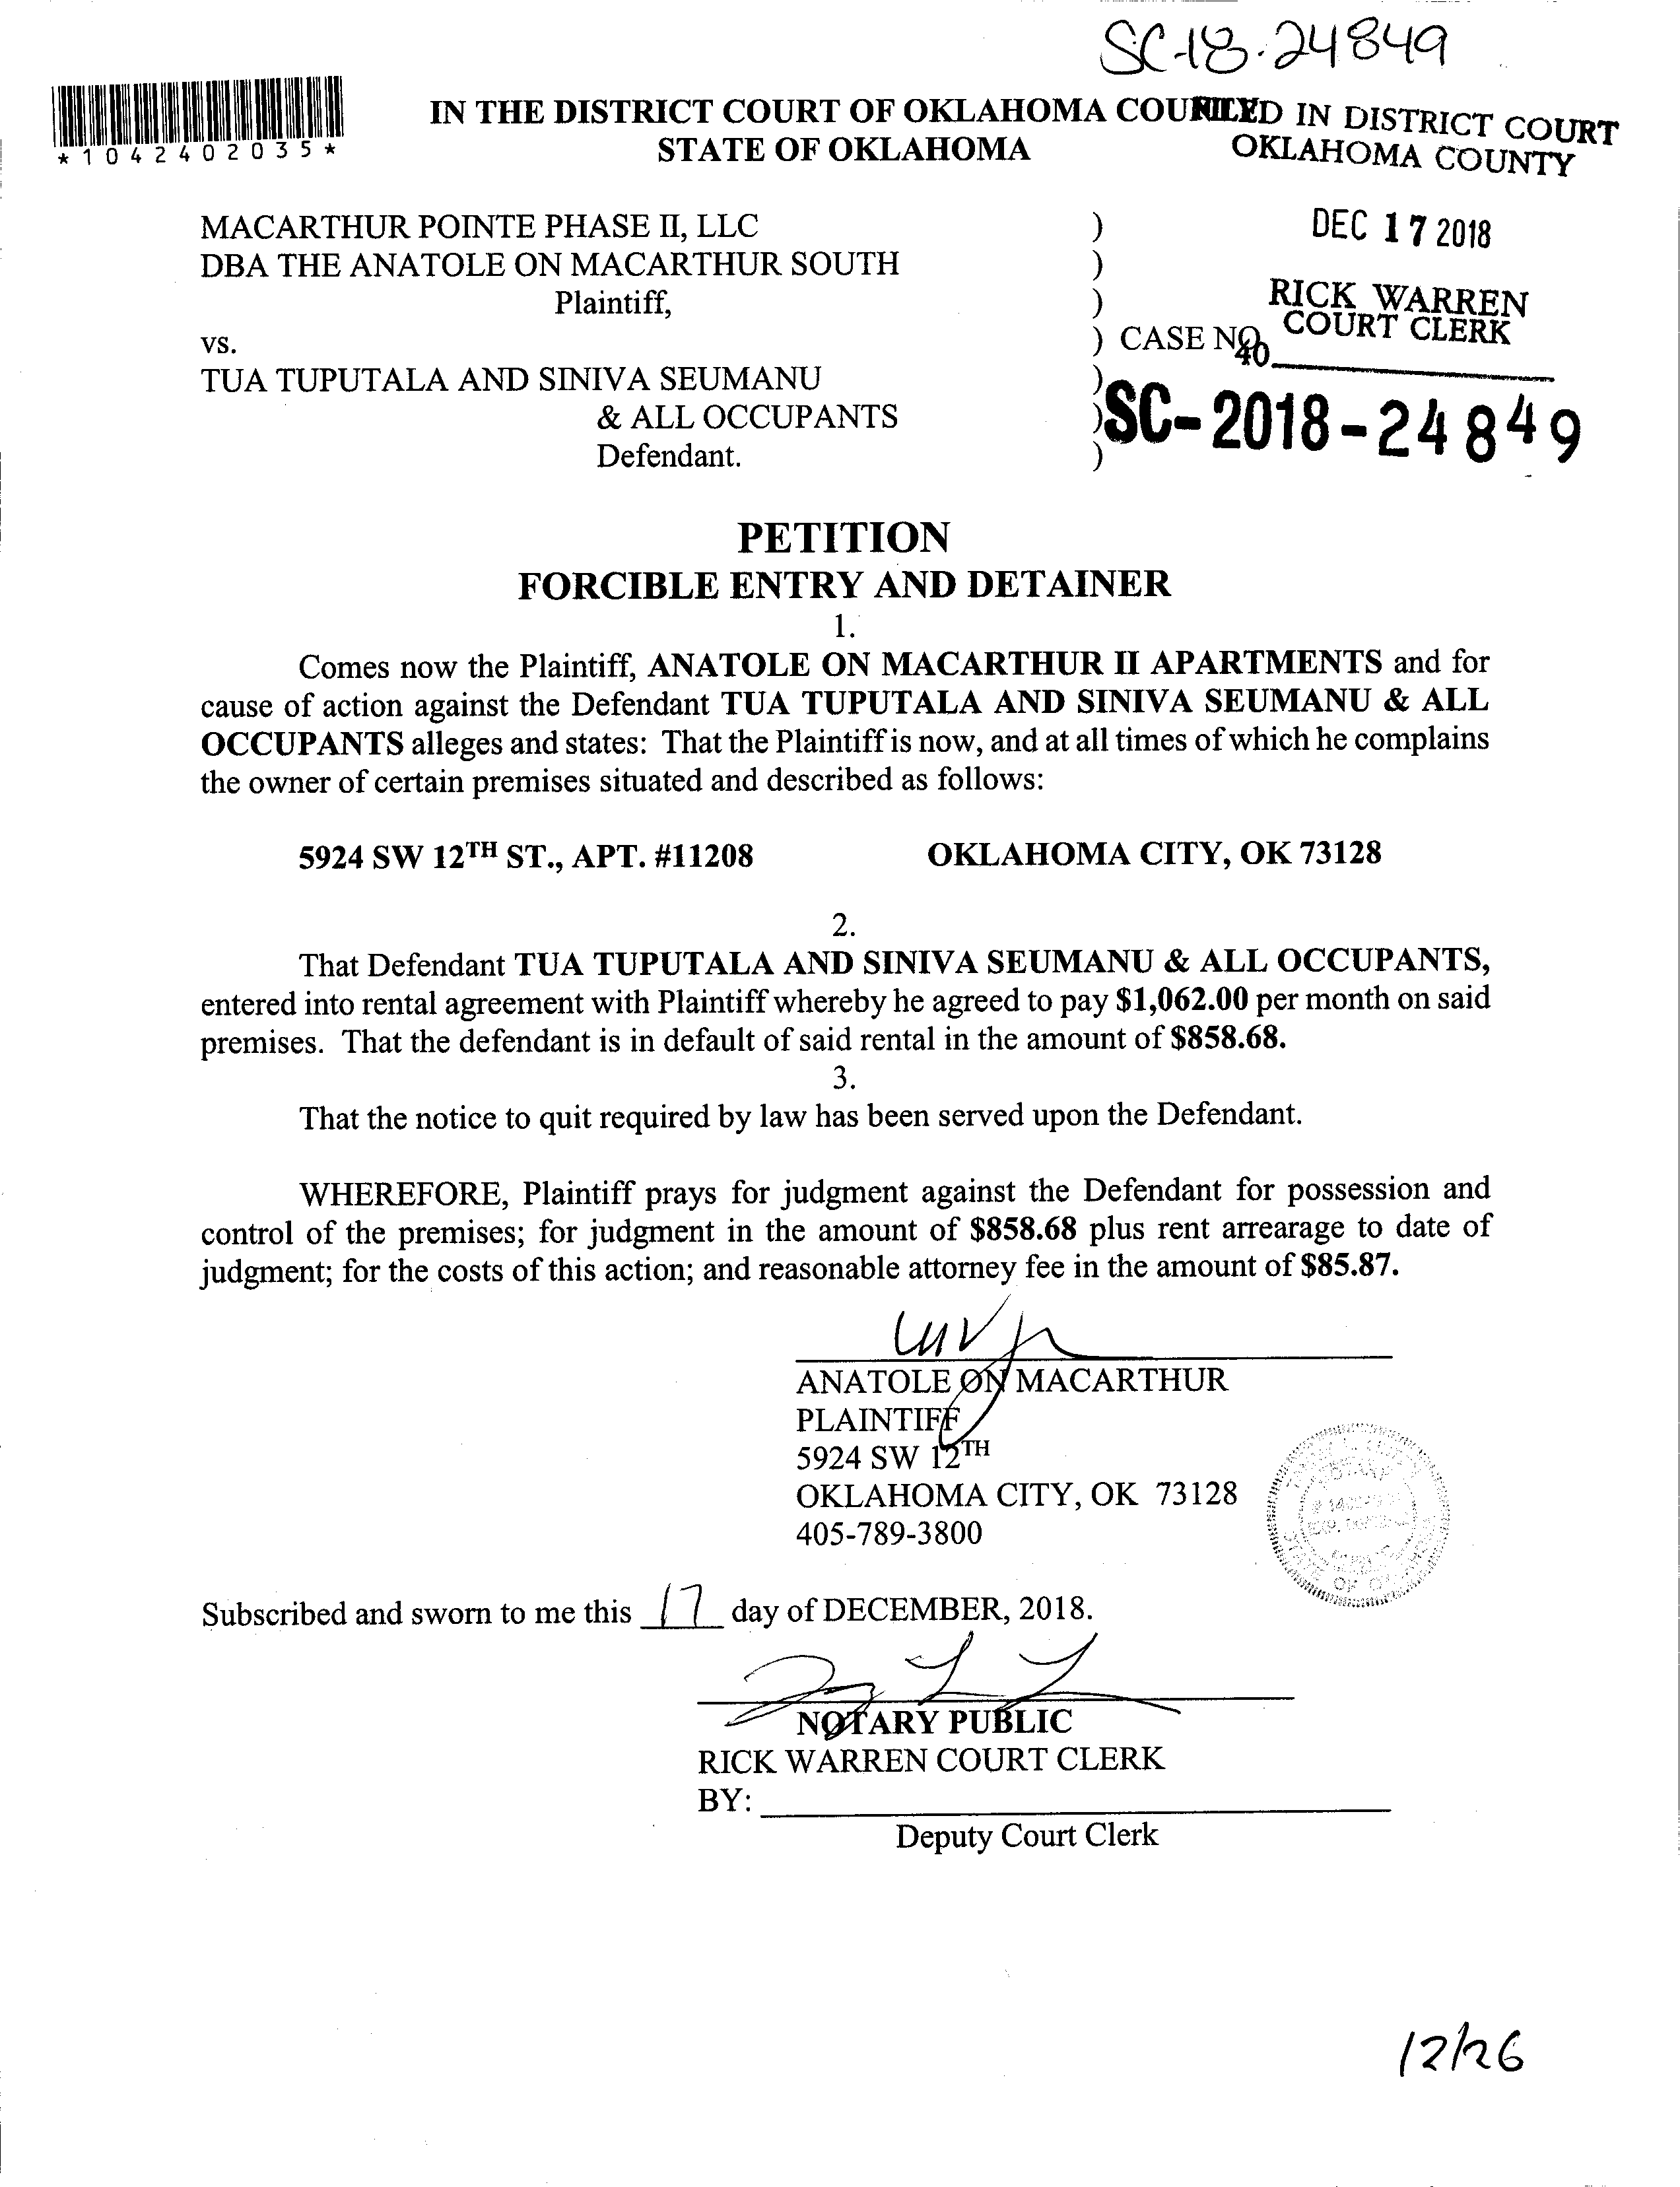 SC-18-24849
*1042402035*
IN THE DISTRICT COURT OF OKLAHOMA COU
FILED IN DISTRICT COURT
STATE OF OKLAHOMA
OKLAHOMA COUNTY
MACARTHUR POINTE PHASE II, LLC )
DEC 17 2018
DBA THE ANATOLE ON MACARTHUR SOUTH )
Plaintiff, )
RICK WARREN
COURT CLERK
vs. ) CASE NO.
40
TUA TUPUTALA AND SINIVA SEUMANU )
& ALL OCCUPANTS )
SC-2018-24849
Defendant. )
PETITION
FORCIBLE ENTRY AND DETAINER
1.
Comes now the Plaintiff, ANATOLE ON MACARTHUR II APARTMENTS and for
cause of action against the Defendant TUA TUPUTALA AND SINIVA SEUMANU & ALL
OCCUPANTS alleges and states: That the Plaintiff is now, and at all times of which he complains
the owner of certain premises situated and described as follows:
5924 SW 12TH ST., APT. #11208 OKLAHOMA CITY, OK 73128
2.
That Defendant TUA TUPUTALA AND SINIVA SEUMANU & ALL OCCUPANTS,
entered into rental agreement with Plaintiff whereby he agreed to pay $1,062.00 per month on said
premises. That the defendant is in default of said rental in the amount of $858.68.
3.
That the notice to quit required by law has been served upon the Defendant.
WHEREFORE, Plaintiff prays for judgment against the Defendant for possession and
control of the premises; for judgment in the amount of $858.68 plus rent arrearage to date of
judgment; for the costs of this action; and reasonable attorney fee in the amount of $85.87.
ANATOLE ON MACARTHUR
PLAINTIFF
5924 SW 12TH
OKLAHOMA CITY, OK 73128
405-789-3800
Subscribed and sworn to me this 17 day of DECEMBER, 2018.
NOTARY PUBLIC
RICK WARREN COURT CLERK
BY:
Deputy Court Clerk
12/26